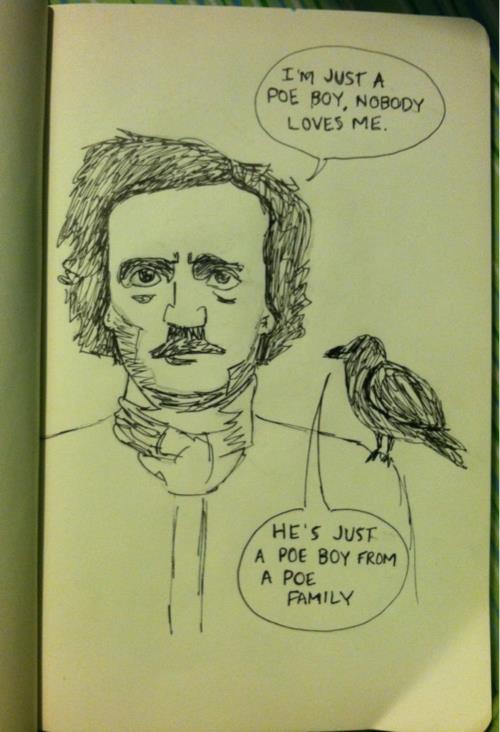 I'M JUST A
POE BOY, NOBODY
LOVES ME.
HE'S JUST
A POE BOY FROM
A POE
FAMILY